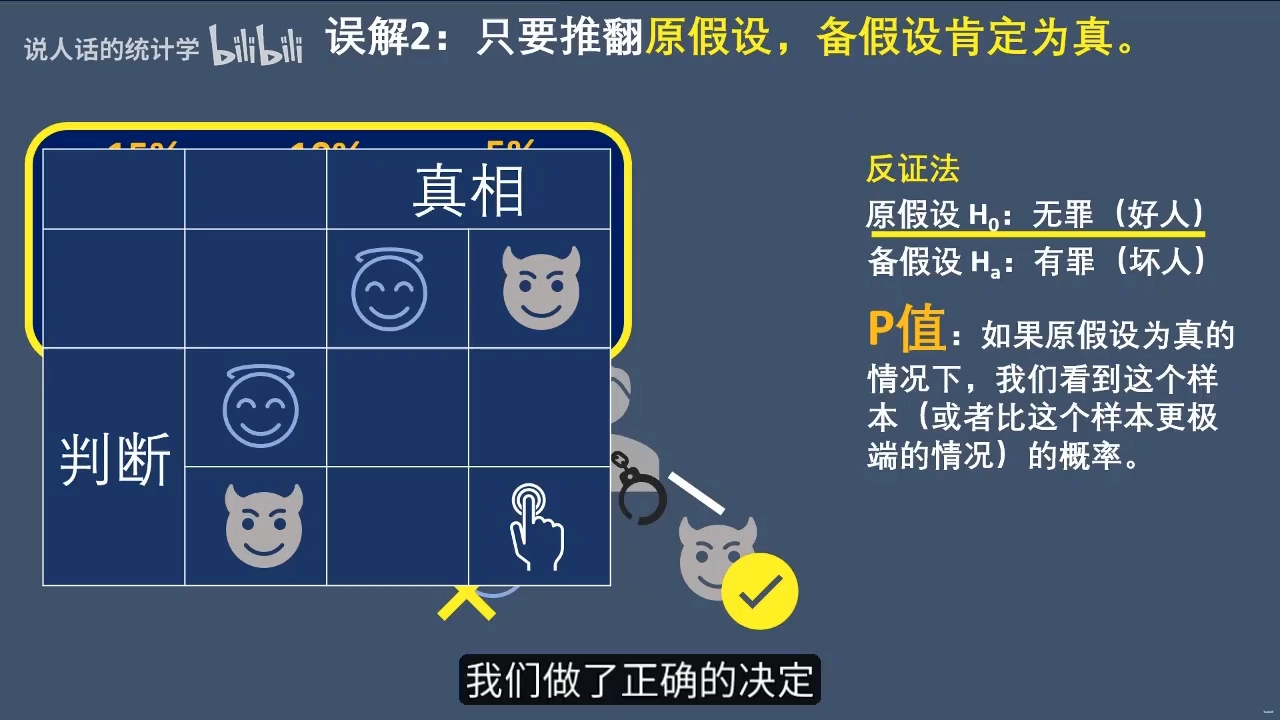 说人话的统计学 bilibili
误解2：只要推翻原假设，备假设肯定为真。
15% 10% 5%
真相
判断
反证法
原假设 H0：无罪（好人）
备假设 Ha：有罪（坏人）
P值：如果原假设为真的
情况下，我们看到这个样
本（或者比这个样本更极
端的情况）的概率。
我们做了正确的决定